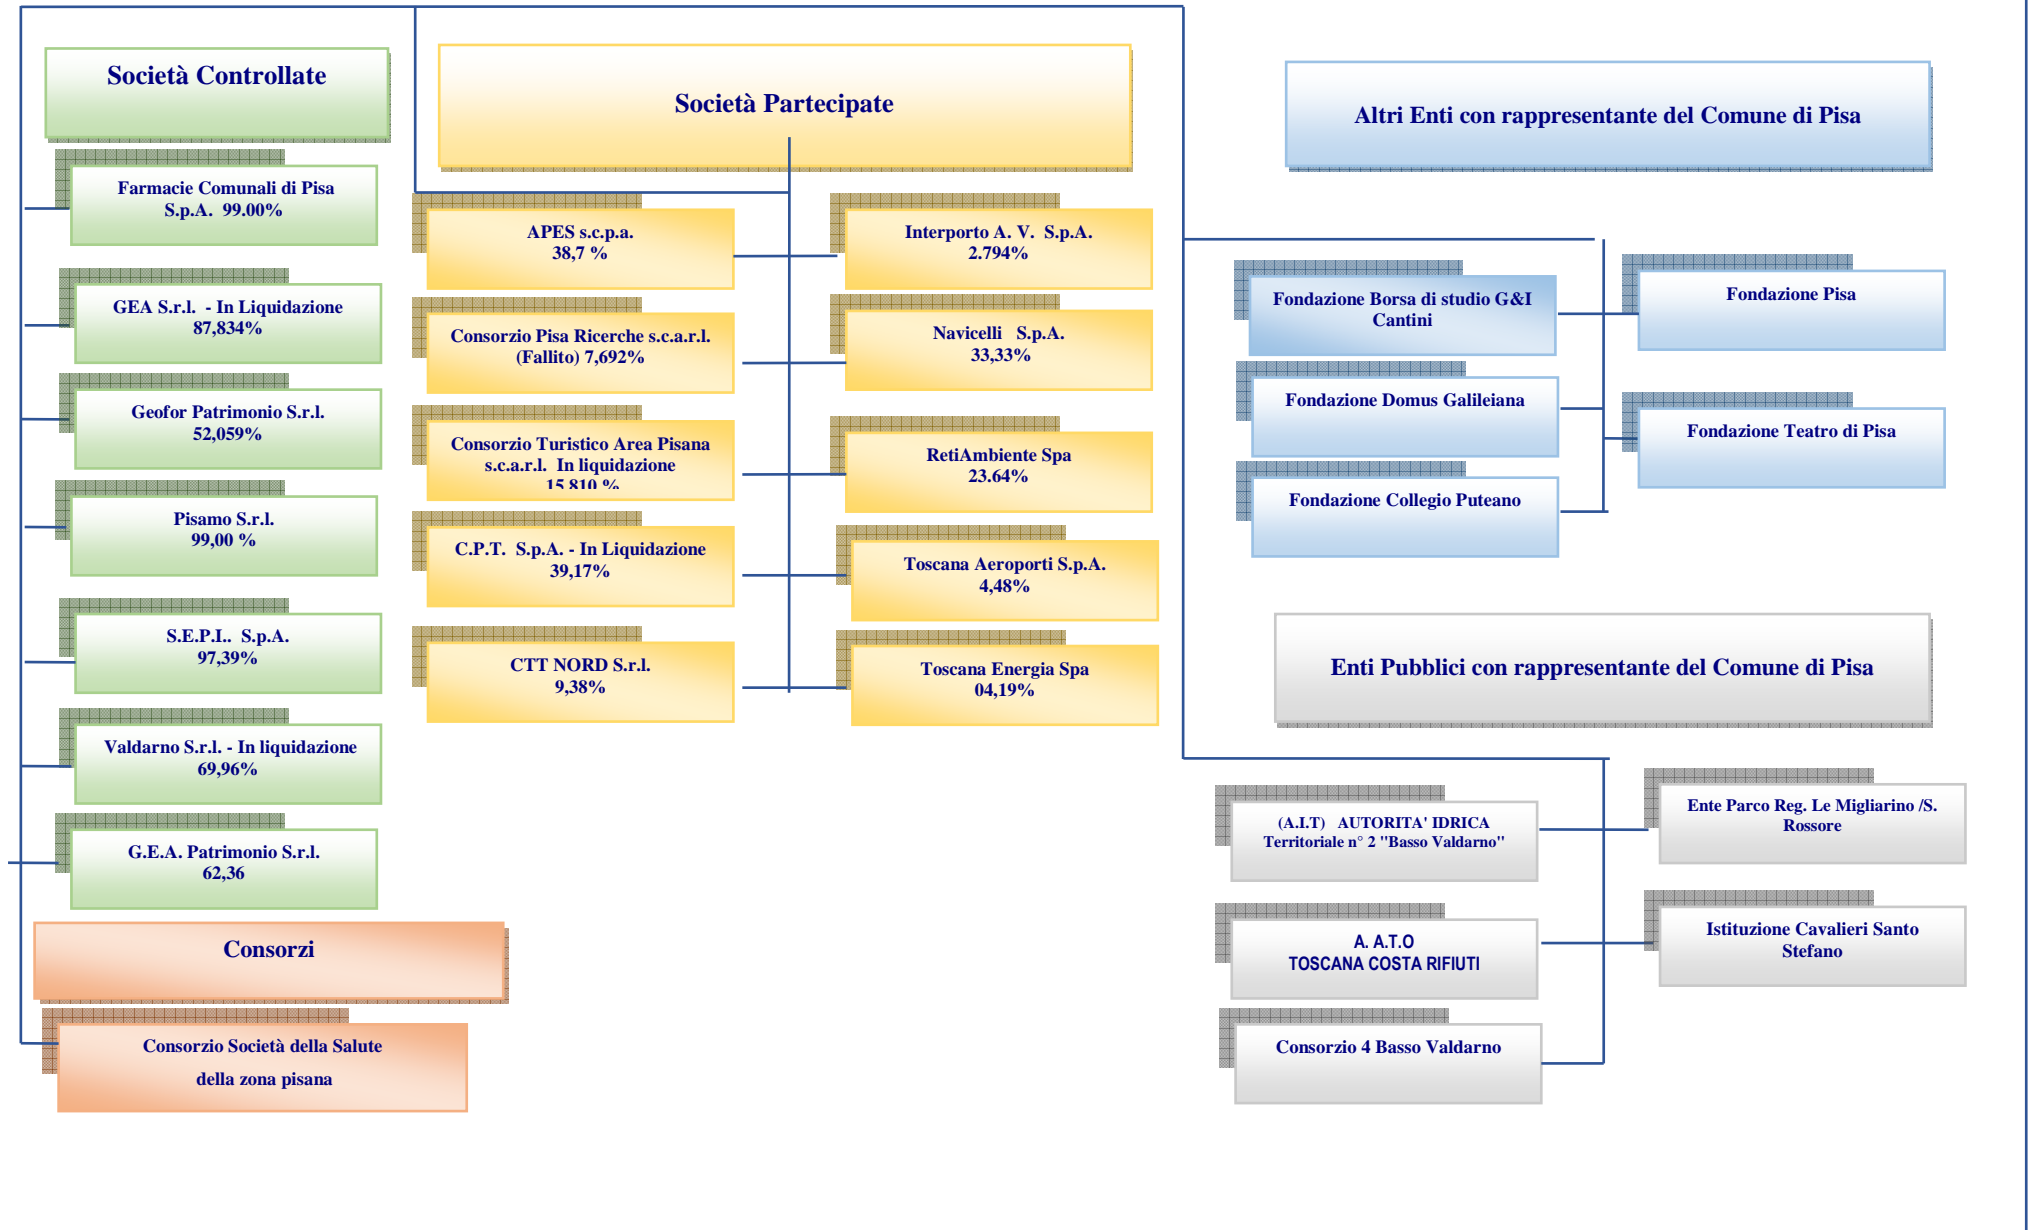 Società Controllate
Farmacie Comunali di Pisa
S.p.A. 99.00%
GEA S.r.l. - In Liquidazione
87,834%
Geofor Patrimonio S.r.l.
52,059%
Pisamo S.r.l.
99,00 %
S.E.P.I.. S.p.A.
97,39%
Valdarno S.r.l. - In liquidazione
69,96%
G.E.A. Patrimonio S.r.l.
62,36
Consorzi
Consorzio Società della Salute
della zona pisana
Società Partecipate
APES s.c.p.a.
38,7 %
Consorzio Pisa Ricerche s.c.a.r.l.
(Fallito) 7,692%
Consorzio Turistico Area Pisana
s.c.a.r.l. In liquidazione
15.810 %
C.P.T. S.p.A. - In Liquidazione
39,17%
CTT NORD S.r.l.
9,38%
Interporto A. V. S.p.A.
2.794%
Navicelli S.p.A.
33,33%
RetiAmbiente Spa
23.64%
Toscana Aeroporti S.p.A.
4,48%
Toscana Energia Spa
04,19%
Altri Enti con rappresentante del Comune di Pisa
Fondazione Borsa di studio G&I
Cantini
Fondazione Domus Galileiana
Fondazione Collegio Puteano
Fondazione Pisa
Fondazione Teatro di Pisa
Enti Pubblici con rappresentante del Comune di Pisa
(A.I.T) AUTORITA' IDRICA
Territoriale n° 2 "Basso Valdarno"
A. A.T.O
TOSCANA COSTA RIFIUTI
Consorzio 4 Basso Valdarno
Ente Parco Reg. Le Migliarino /S.
Rossore
Istituzione Cavalieri Santo
Stefano